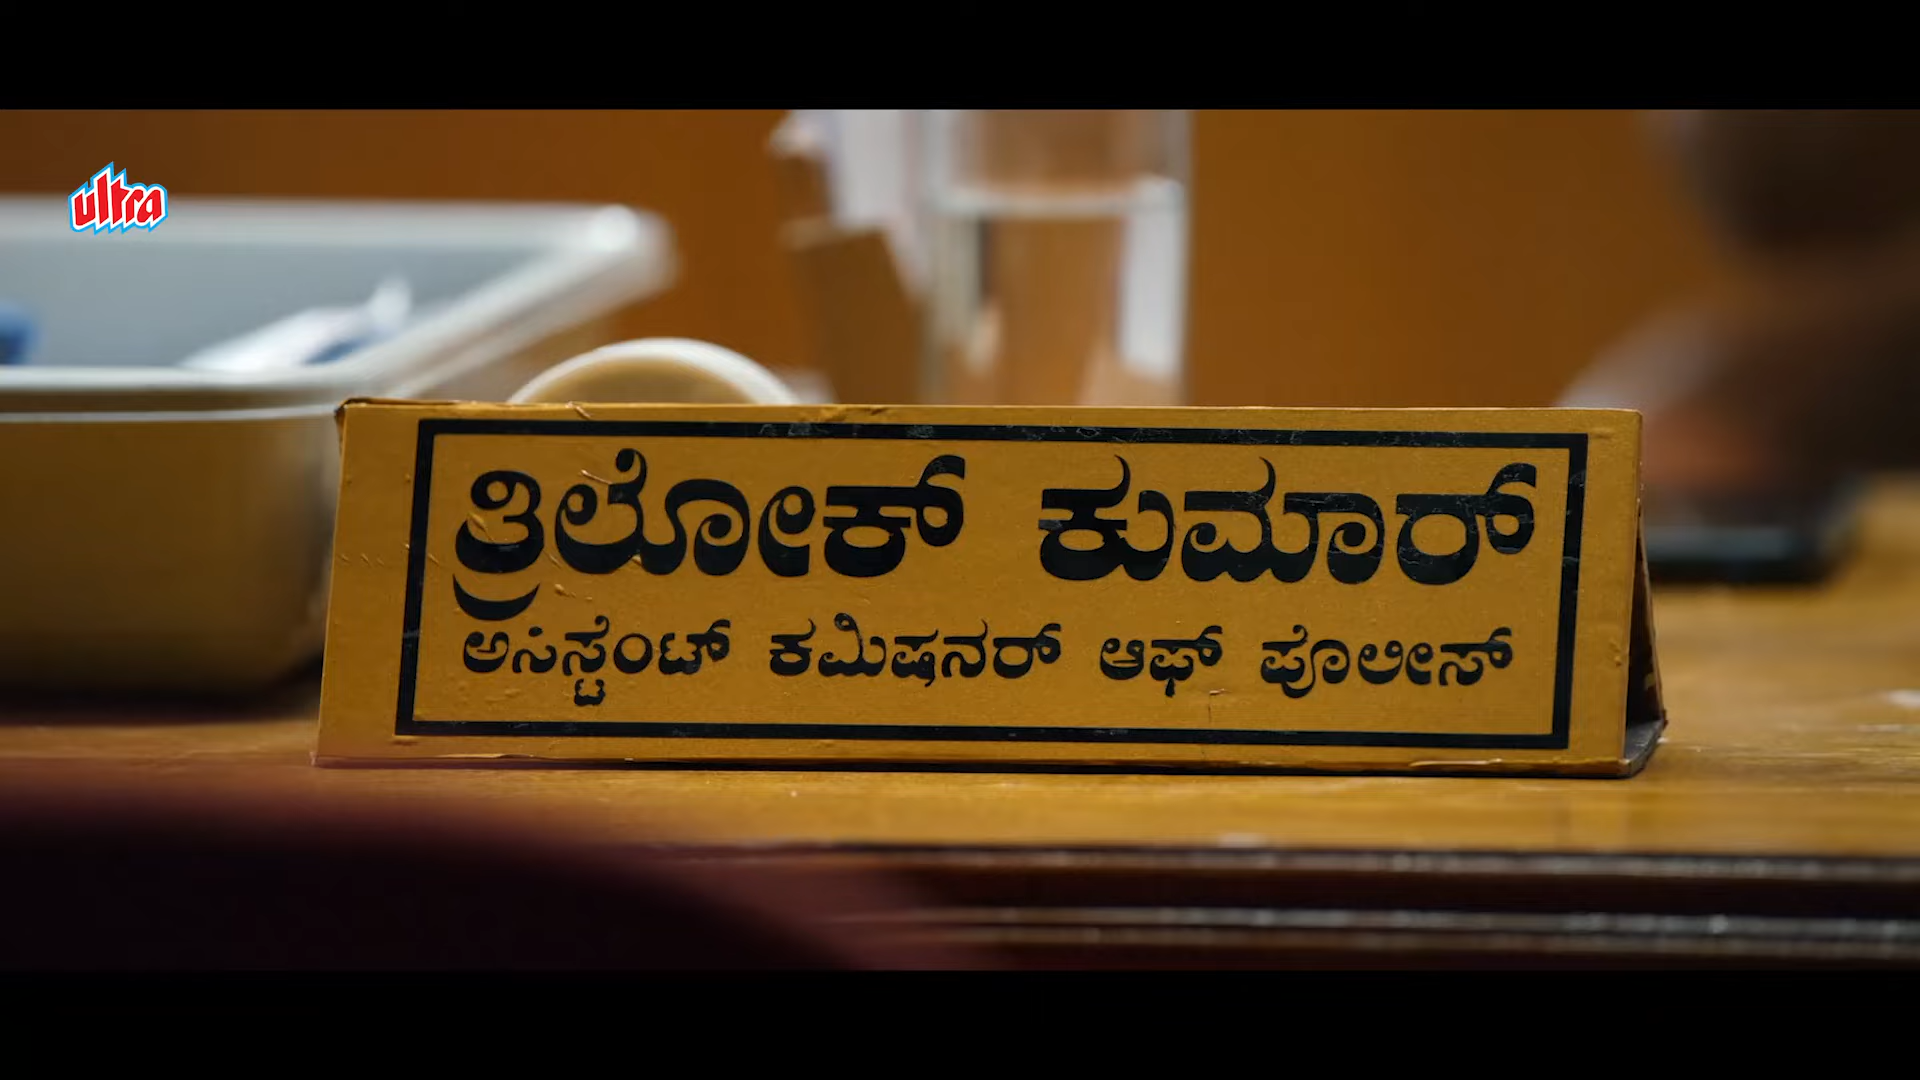 ultra
ತ್ರಿಲೋಕ್ ಕುಮಾರ್
ಅಸಿಸ್ಟೆಂಟ್ ಕಮಿಷನರ್ ಆಫ್ ಪೊಲೀಸ್